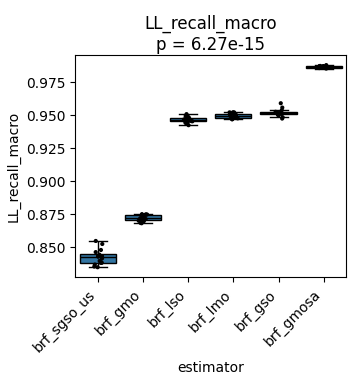 LL_recall_macro
p = 6.27e-15
LL_recall_macro
0.975
0.950
0.925
0.900
0.875
0.850
brf_sgso_us
brf_gmo
brf_lso
brf_lmo
brf_gso
brf_gmosa
estimator